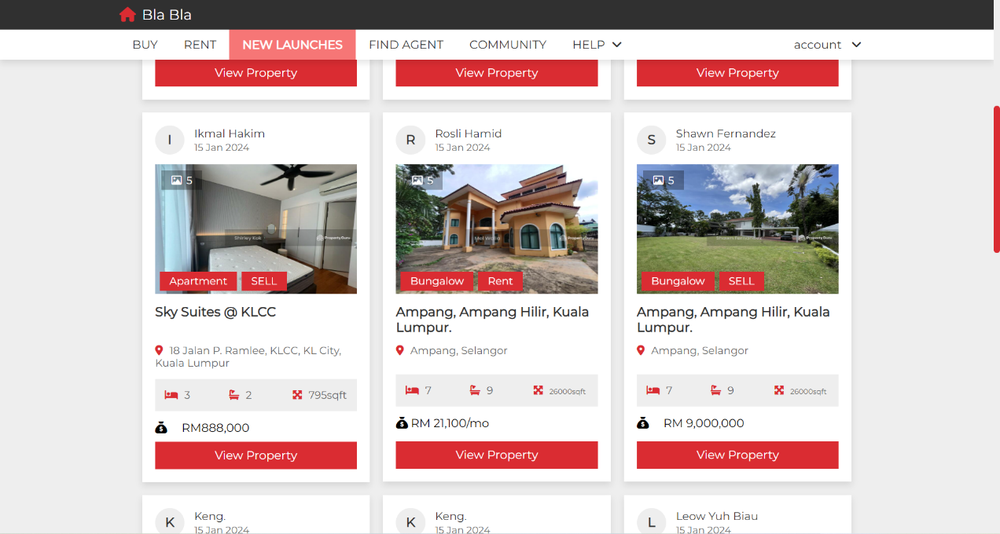 Bla Bla
BUY RENT NEW LAUNCHES FIND AGENT COMMUNITY HELP account
View Property View Property View Property
I
Ikmal Hakim
15 Jan 2024
5
Shirley Kok
PropertyGuru
Apartment SELL
Sky Suites @ KLCC
18 Jalan P. Ramlee, KLCC, KL City,
Kuala Lumpur
3 2 795sqft
RM888,000
View Property
R
Rosli Hamid
15 Jan 2024
5
PropertyGuru
Bungalow Rent
Ampang, Ampang Hilir, Kuala
Lumpur.
Ampang, Selangor
7 9 26000sqft
RM 21,100/mo
View Property
S
Shawn Fernandez
15 Jan 2024
5
PropertyGuru
Bungalow SELL
Ampang, Ampang Hilir, Kuala
Lumpur.
Ampang, Selangor
7 9 26000sqft
RM 9,000,000
View Property
K
Keng.
15 Jan 2024
K
Keng.
15 Jan 2024
L
Leow Yuh Biau
15 Jan 2024